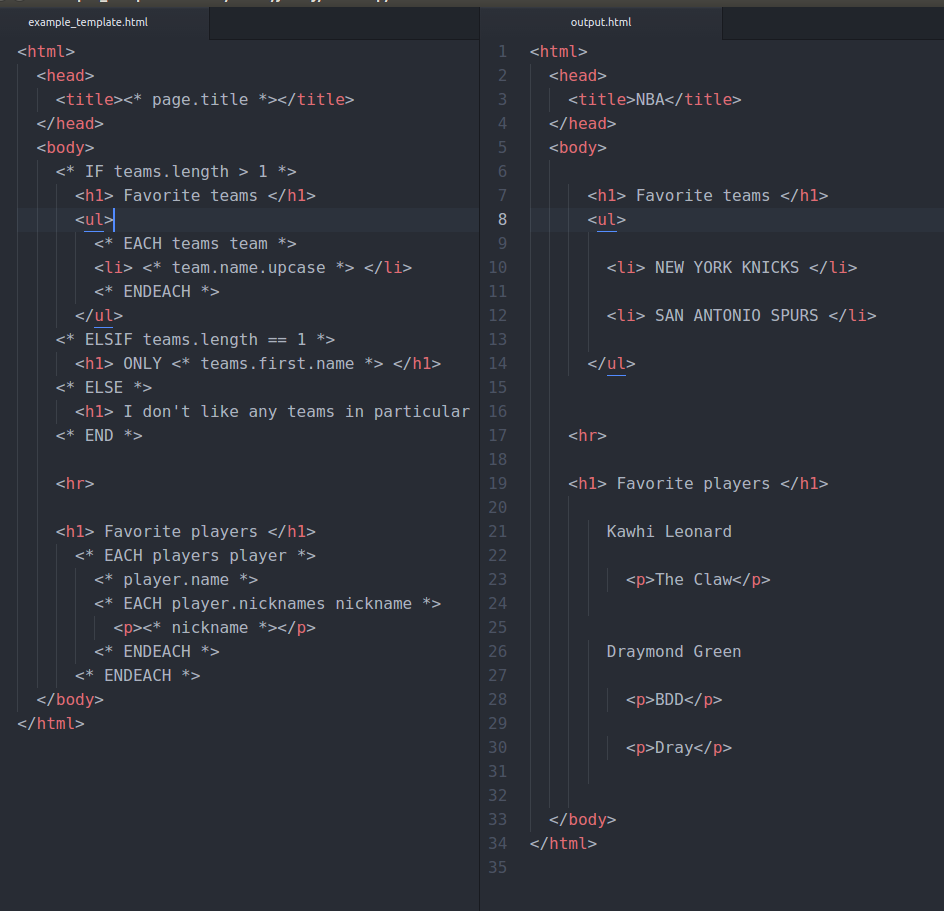 example_template.html
<html>
<head>
<title><* page.title *></title>
</head>
<body>
<* IF teams.length > 1 *>
<h1> Favorite teams </h1>
<ul>
<* EACH teams team *>
<li> <* team.name.upcase *> </li>
<* ENDEACH *>
</ul>
<* ELSIF teams.length == 1 *>
<h1> ONLY <* teams.first.name *> </h1>
<* ELSE *>
<h1> I don't like any teams in particular
<* END *>
<hr>
<h1> Favorite players </h1>
<* EACH players player *>
<* player.name *>
<* EACH player.nicknames nickname *>
<p><* nickname *></p>
<* ENDEACH *>
<* ENDEACH *>
</body>
</html>
output.html
1 <html>
2 <head>
3 <title>NBA</title>
4 </head>
5 <body>
6
7 <h1> Favorite teams </h1>
8 <ul>
9
10 <li> NEW YORK KNICKS </li>
11
12 <li> SAN ANTONIO SPURS </li>
13
14 </ul>
15
16
17 <hr>
18
19 <h1> Favorite players </h1>
20
21 Kawhi Leonard
22
23 <p>The Claw</p>
24
25
26 Draymond Green
27
28 <p>BDD</p>
29
30 <p>Dray</p>
31
32
33 </body>
34 </html>
35